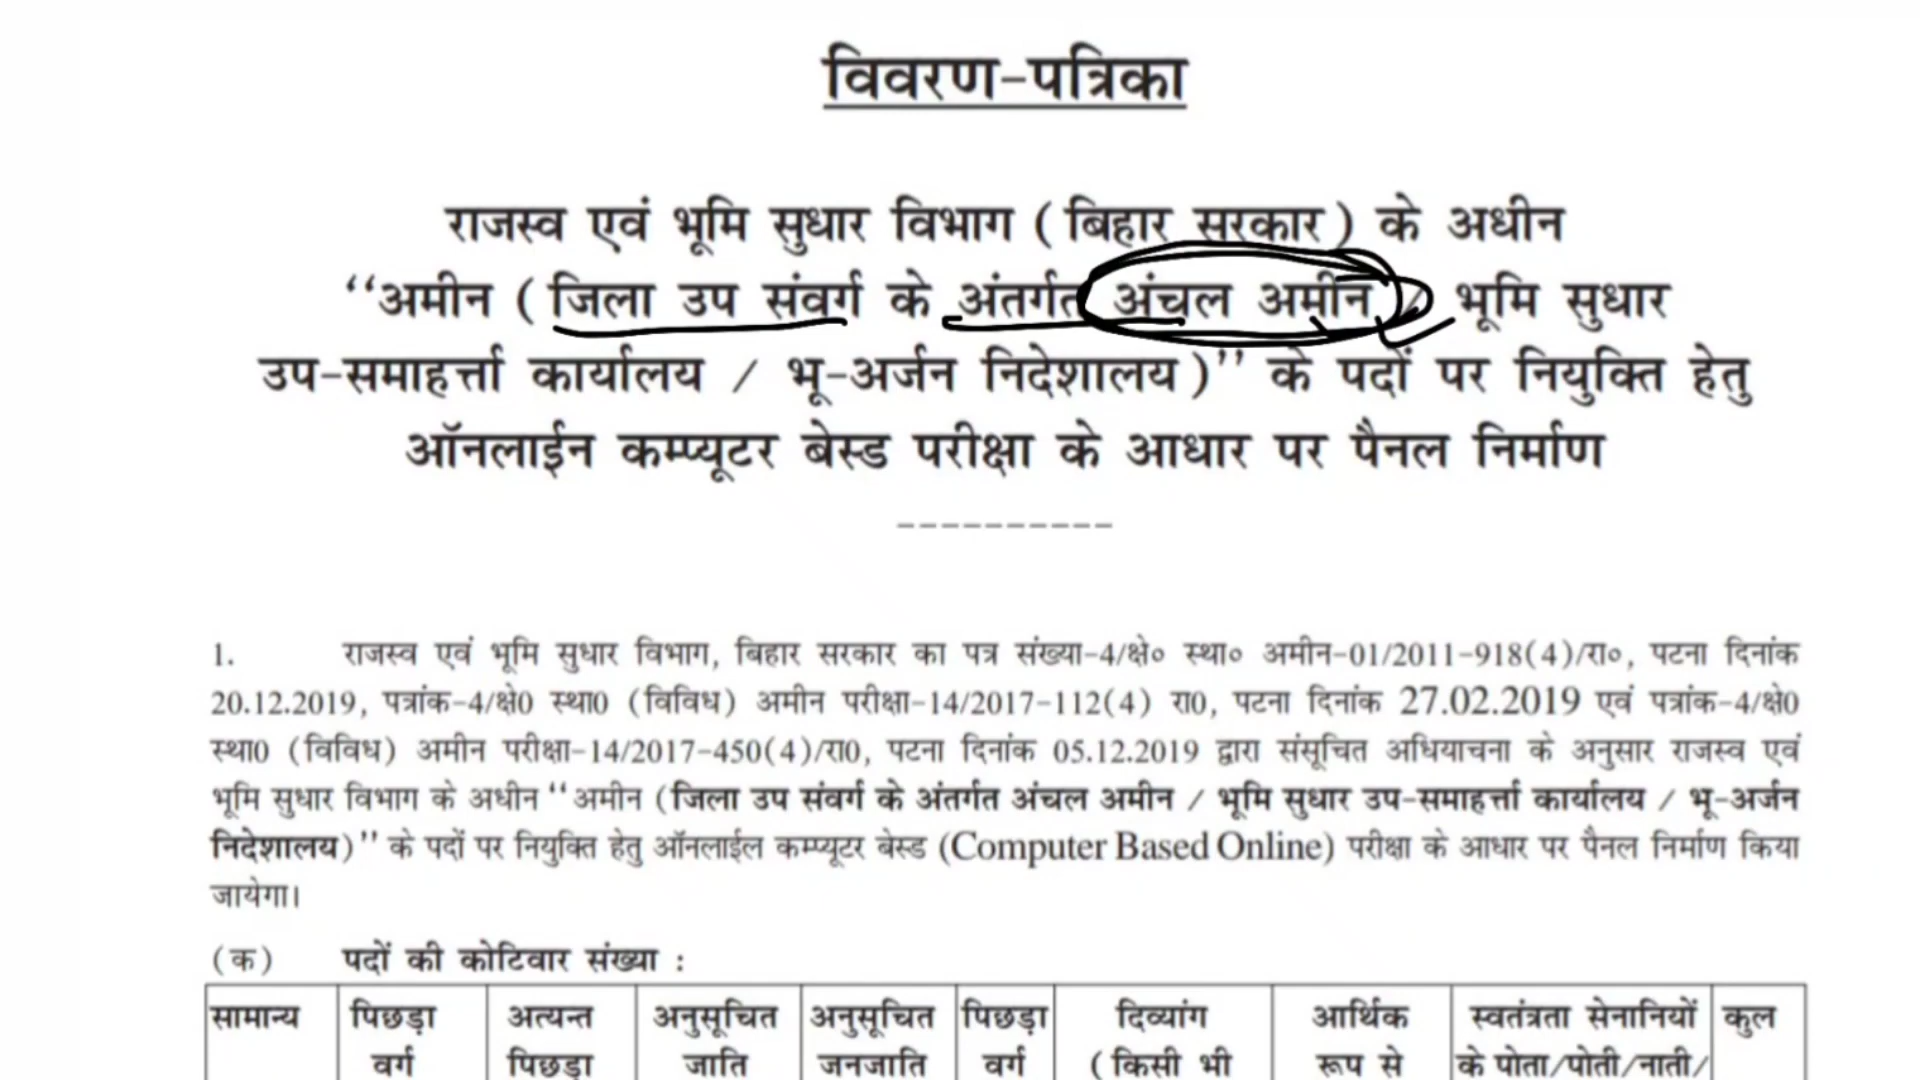 विवरण-पत्रिका
राजस्व एवं भूमि सुधार विभाग (बिहार सरकार) के अधीन
‘‘अमीन (जिला उप संवर्ग के अंतर्गत अंचल अमीन / भूमि सुधार
उप-समाहर्त्ता कार्यालय / भू-अर्जन निदेशालय)’’ के पदों पर नियुक्ति हेतु
ऑनलाईन कम्प्यूटर बेस्ड परीक्षा के आधार पर पैनल निर्माण
----------
1. राजस्व एवं भूमि सुधार विभाग, बिहार सरकार का पत्र संख्या-4/क्षे० स्था० अमीन-01/2011-918(4)/रा०, पटना दिनांक
20.12.2019, पत्रांक-4/क्षे0 स्था0 (विविध) अमीन परीक्षा-14/2017-112(4) रा0, पटना दिनांक 27.02.2019 एवं पत्रांक-4/क्षे0
स्था0 (विविध) अमीन परीक्षा-14/2017-450(4)/रा0, पटना दिनांक 05.12.2019 द्वारा संसूचित अधियाचना के अनुसार राजस्व एवं
भूमि सुधार विभाग के अधीन ‘‘अमीन (जिला उप संवर्ग के अंतर्गत अंचल अमीन / भूमि सुधार उप-समाहर्त्ता कार्यालय / भू-अर्जन
निदेशालय)’’ के पदों पर नियुक्ति हेतु ऑनलाईल कम्प्यूटर बेस्ड (Computer Based Online) परीक्षा के आधार पर पैनल निर्माण किया
जायेगा।
(क) पदों की कोटिवार संख्या :
सामान्य पिछड़ा अत्यन्त अनुसूचित अनुसूचित पिछड़ा दिव्यांग आर्थिक स्वतंत्रता सेनानियों कुल
वर्ग पिछड़ा जाति जनजाति वर्ग (किसी भी रूप से के पोता/पोती/नाती/